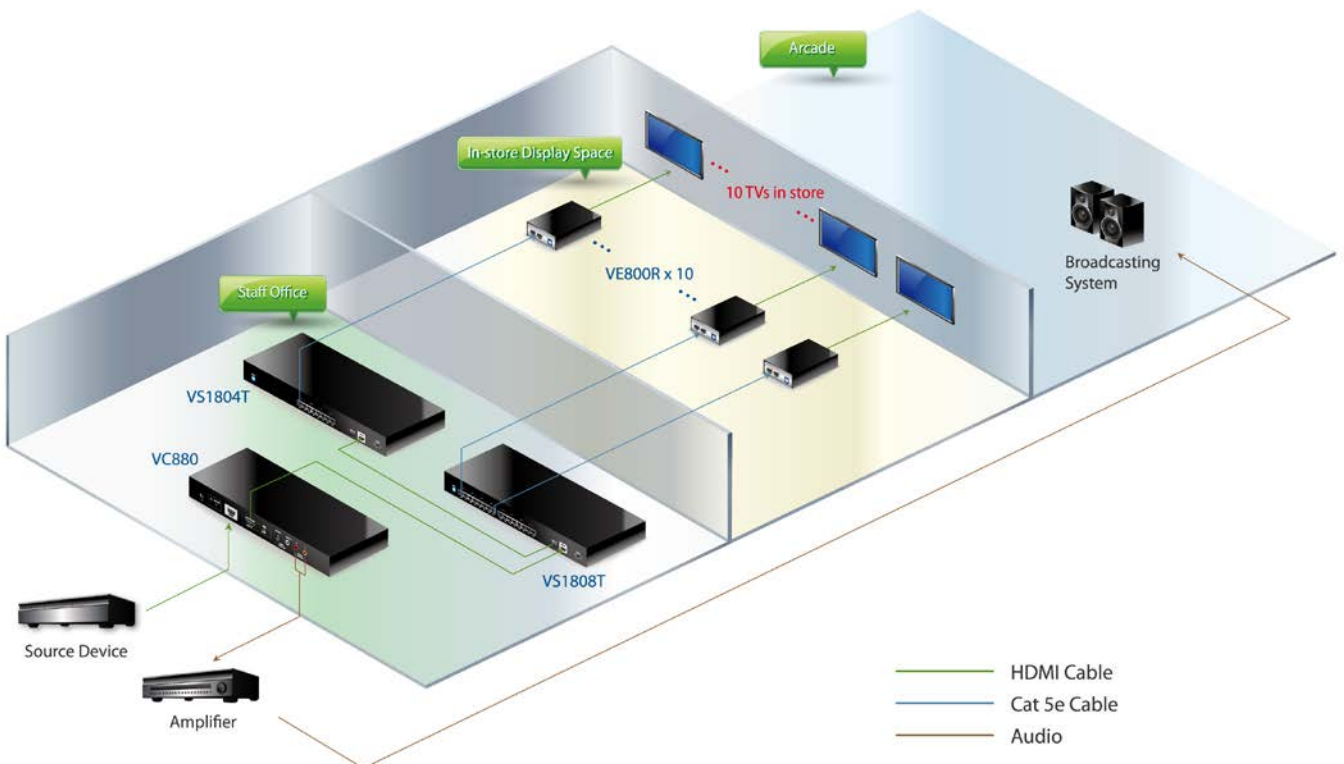 Arcade
In-store Display Space
10 TVs in store
VE800R x 10
Broadcasting
System
Staff Office
VS1804T
VC880
VS1808T
Source Device
Amplifier
HDMI Cable
Cat 5e Cable
Audio